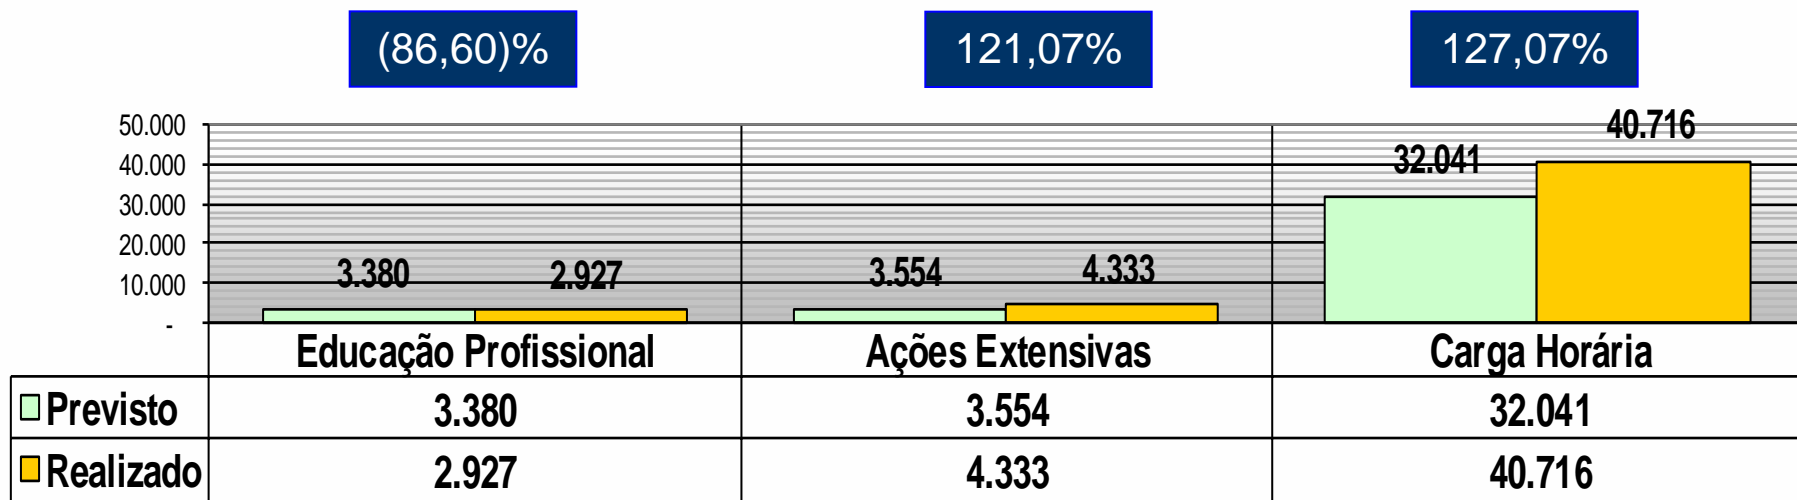 (86,60)% 121,07% 127,07%
50.000
40.000
30.000
20.000
10.000
-
3.380 2.927 3.554 4.333 32.041 40.716
Educação Profissional Ações Extensivas Carga Horária
Previsto 3.380 3.554 32.041
Realizado 2.927 4.333 40.716